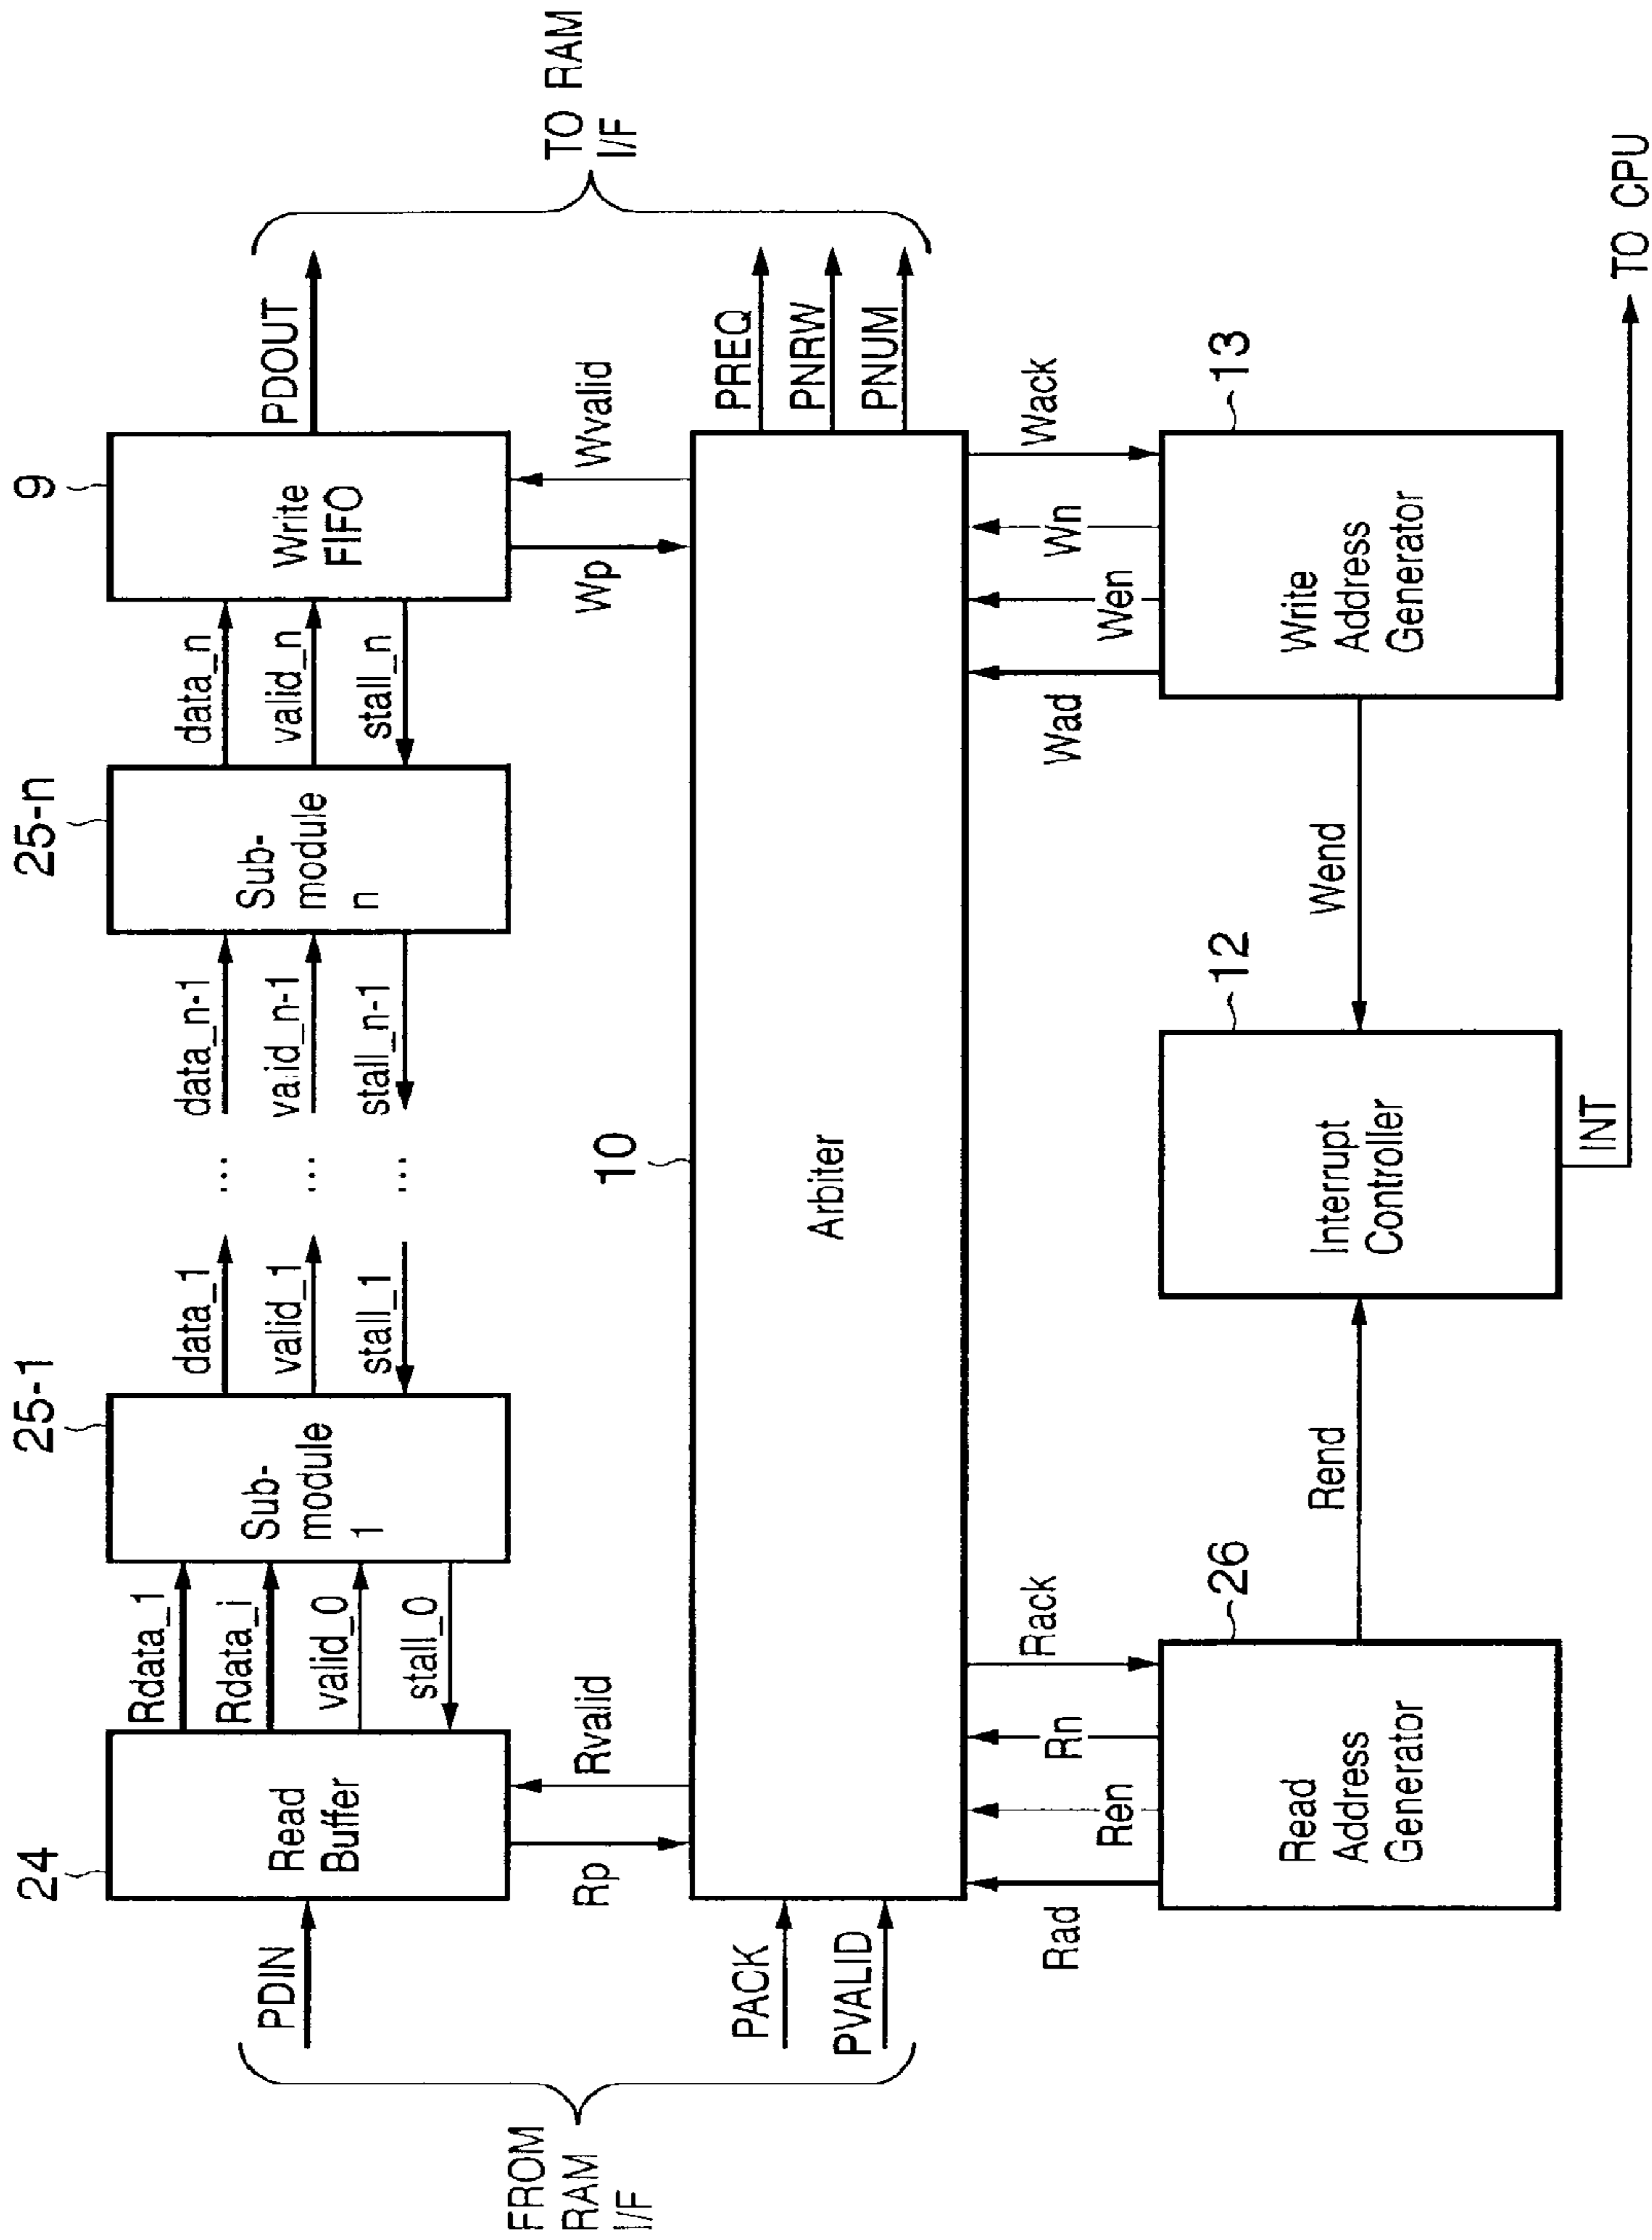 24
25-1
25-n
9
PDIN
Read
Buffer
Rdata_1
Rdata_i
valid_0
stall_0
Sub-
module
1
data_1
valid_1
stall_1
...
...
...
data_n-1
valid_n-1
stall_n-1
Sub-
module
n
data_n
valid_n
stall_n
Write
FIFO
PDOUT
FROM
RAM
I/F
TO RAM
I/F
Rp
Rvalid
10
Wp
Wvalid
PACK
PVALID
Arbiter
PREQ
PNRW
PNUM
Rad
Ren
Rn
Rack
Wad
Wen
Wn
Wack
26
12
13
Read
Address
Generator
Rend
Interrupt
Controller
Wend
Write
Address
Generator
INT
TO CPU